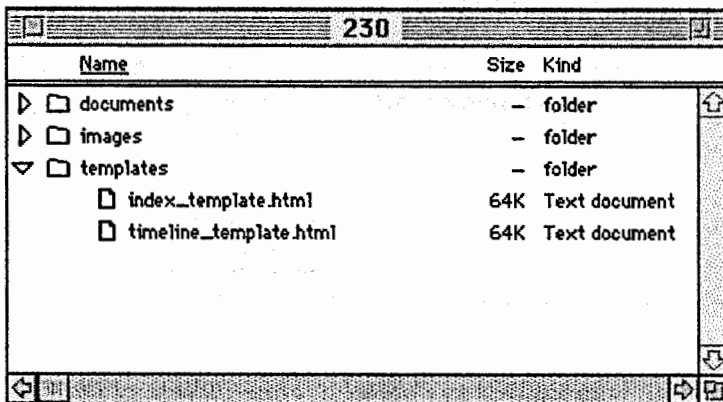 230
Name Size Kind
documents – folder
images – folder
templates – folder
index_template.html 64K Text document
timeline_template.html 64K Text document